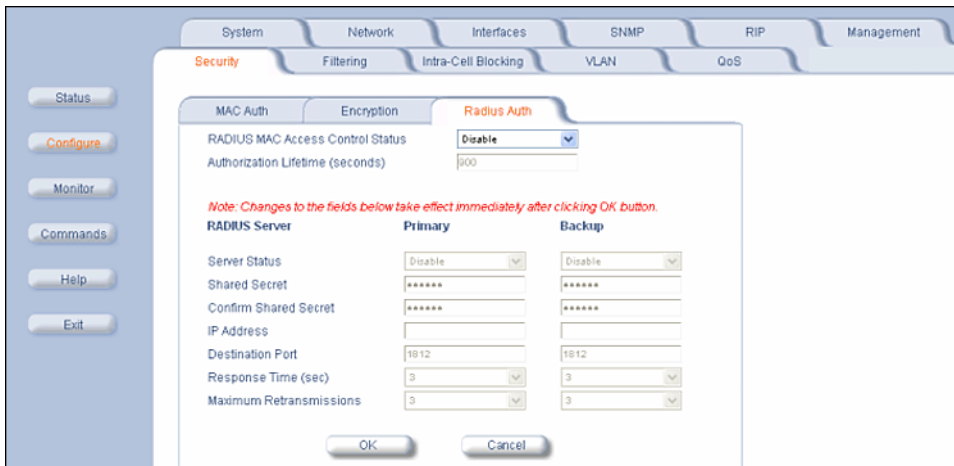 System Network Interfaces SNMP RIP Management
Security Filtering Intra-Cell Blocking VLAN QoS
Status
Configure
Monitor
Commands
Help
Exit
MAC Auth Encryption Radius Auth
RADIUS MAC Access Control Status Disable
Authorization Lifetime (seconds) 900
Note: Changes to the fields below take effect immediately after clicking OK button.
RADIUS Server Primary Backup
Server Status Disable Disable
Shared Secret ****** ******
Confirm Shared Secret ****** ******
IP Address
Destination Port 1812 1812
Response Time (sec) 3 3
Maximum Retransmissions 3 3
OK Cancel